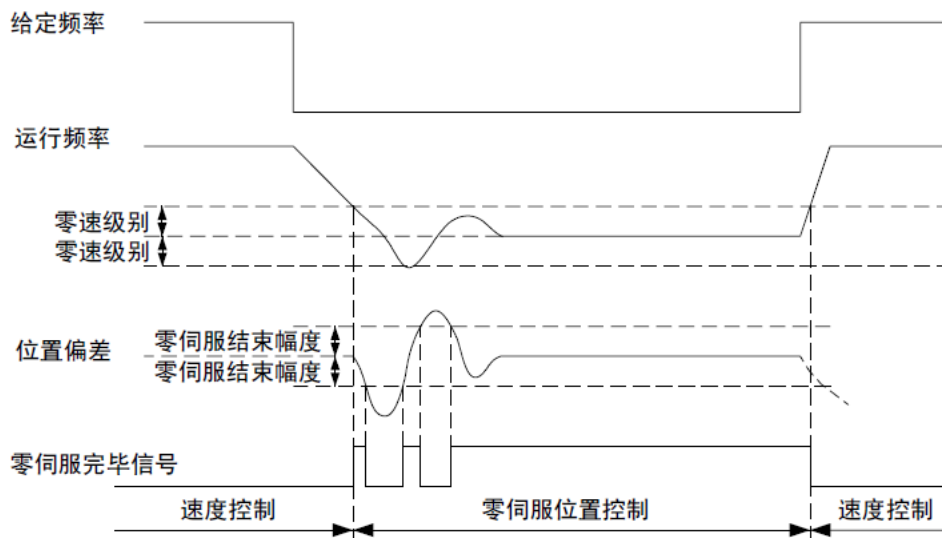 给定频率
运行频率
零速级别
零速级别
零伺服结束幅度
位置偏差
零伺服结束幅度
零伺服完毕信号
速度控制
零伺服位置控制
速度控制